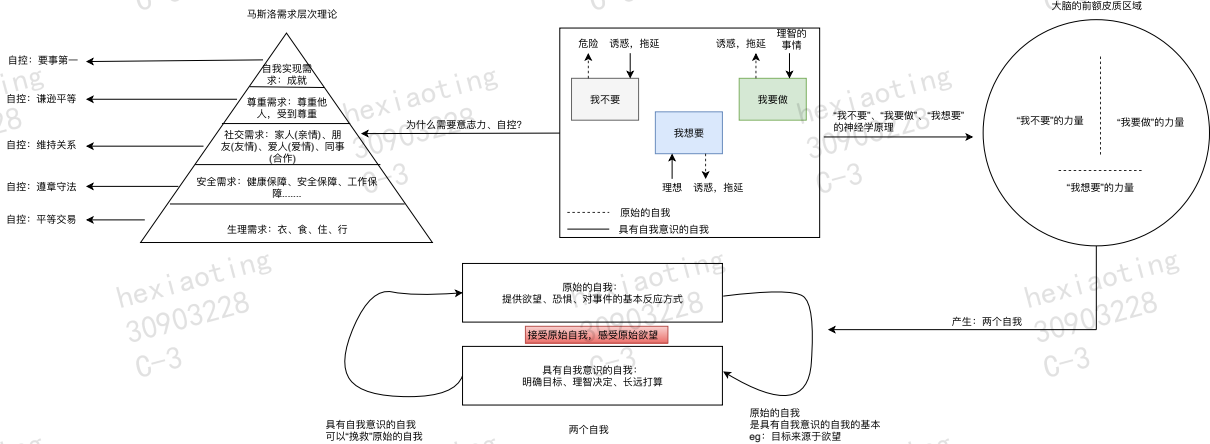 马斯洛需求层次理论
自控：要事第一
自控：谦逊平等
自控：维持关系
自控：遵章守法
自控：平等交易
自我实现需
求：成就
尊重需求：尊重他
人，受到尊重
社交需求：家人(亲情)、朋
友(友情)、爱人(爱情)、同事
(合作)
安全需求：健康保障、安全保障、工作保
障.......
生理需求：衣、食、住、行
为什么需要意志力、自控?
危险
诱惑，拖延
我不要
诱惑，拖延
理智的
事情
我要做
我想要
理想
诱惑，拖延
原始的自我
具有自我意识的自我
“我不要”、“我要做”、“我想要”
的神经学原理
大脑的前额皮质区域
“我不要”的力量
“我要做”的力量
“我想要”的力量
产生：两个自我
原始的自我：
提供欲望、恐惧、对事件的基本反应方式
接受原始自我，感受原始欲望
具有自我意识的自我：
明确目标、理智决定、长远打算
具有自我意识的自我
可以“挽救”原始的自我
两个自我
原始的自我
是具有自我意识的自我的基本
eg：目标来源于欲望
hexiaoting
30903228
C-3
hexiaoting
30903228
C-3
hexiaoting
30903228
C-3
hexiaoting
30903228
C-3
hexiaoting
30903228
C-3